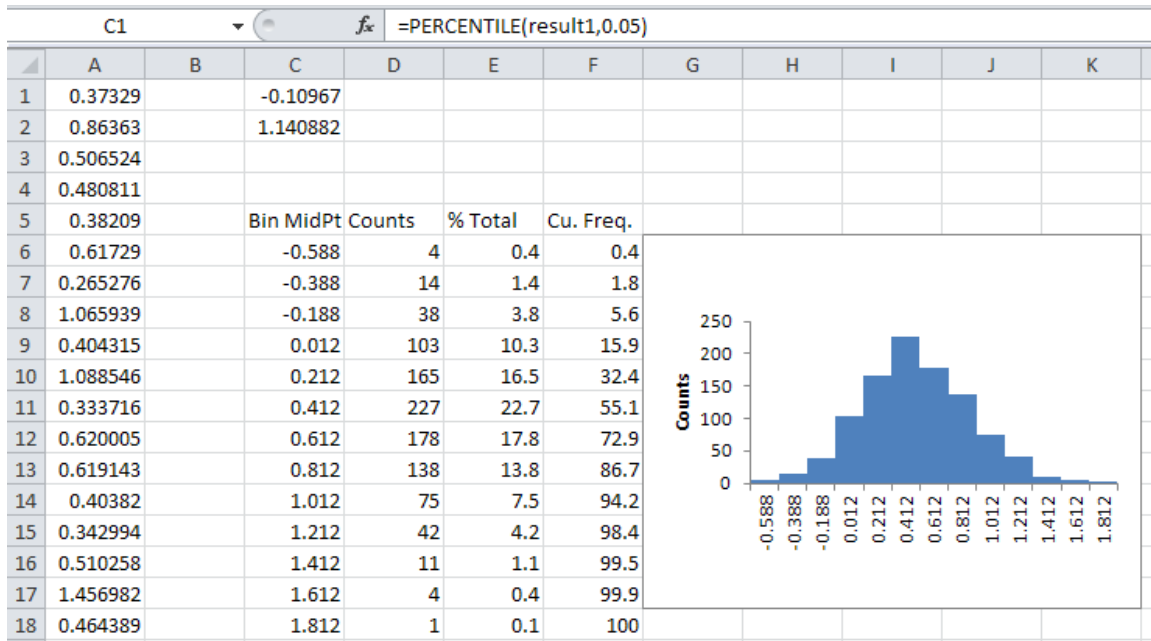 C1 fx =PERCENTILE(result1,0.05)
A B C D E F G H I J K
1 0.37329 -0.10967
2 0.86363 1.140882
3 0.506524
4 0.480811
5 0.38209 Bin MidPt Counts % Total Cu. Freq.
6 0.61729 -0.588 4 0.4 0.4
7 0.265276 -0.388 14 1.4 1.8
8 1.065939 -0.188 38 3.8 5.6
9 0.404315 0.012 103 10.3 15.9
10 1.088546 0.212 165 16.5 32.4
11 0.333716 0.412 227 22.7 55.1
12 0.620005 0.612 178 17.8 72.9
13 0.619143 0.812 138 13.8 86.7
14 0.40382 1.012 75 7.5 94.2
15 0.342994 1.212 42 4.2 98.4
16 0.510258 1.412 11 1.1 99.5
17 1.456982 1.612 4 0.4 99.9
18 0.464389 1.812 1 0.1 100
Counts
250
200
150
100
50
0
-0.588 -0.388 -0.188 0.012 0.212 0.412 0.612 0.812 1.012 1.212 1.412 1.612 1.812